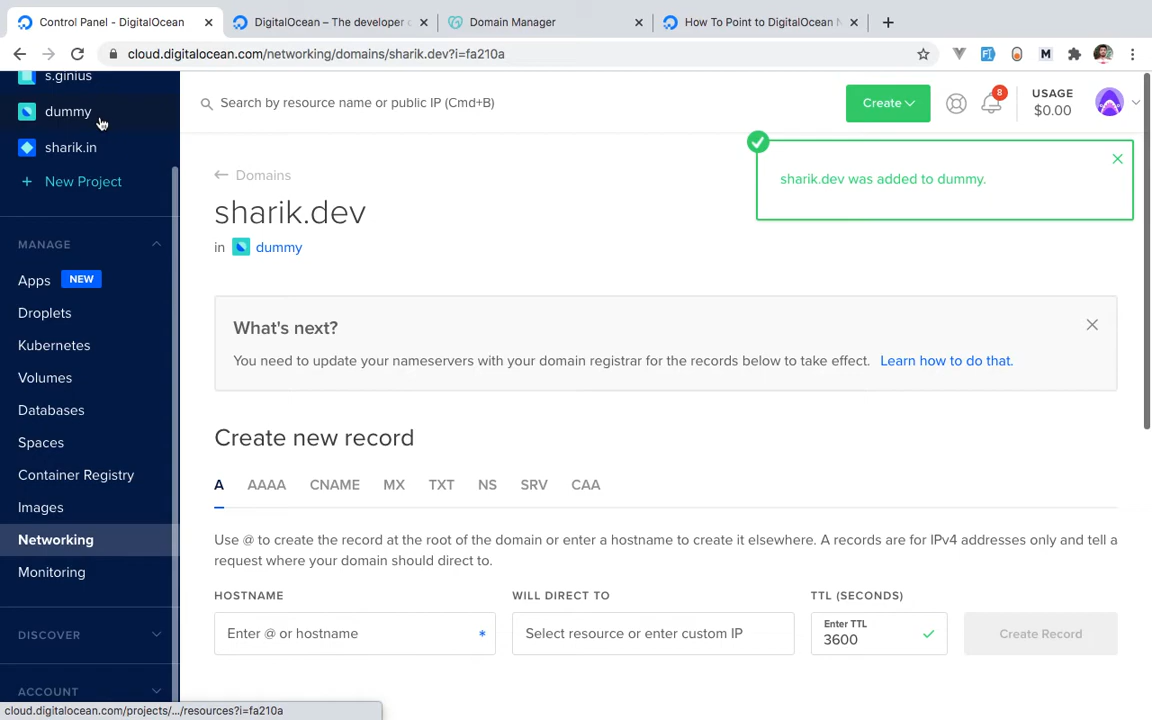 Control Panel - DigitalOcean
DigitalOcean – The developer c
Domain Manager
How To Point to DigitalOcean N
cloud.digitalocean.com/networking/domains/sharik.dev?i=fa210a
s.ginius
dummy
sharik.in
+ New Project
MANAGE
Apps NEW
Droplets
Kubernetes
Volumes
Databases
Spaces
Container Registry
Images
Networking
Monitoring
DISCOVER
ACCOUNT
cloud.digitalocean.com/projects/.../resources?i=fa210a
Search by resource name or public IP (Cmd+B)
Create
8
USAGE
$0.00
sharik.dev was added to dummy.
← Domains
sharik.dev
in dummy
What's next?
You need to update your nameservers with your domain registrar for the records below to take effect. Learn how to do that.
Create new record
A AAAA CNAME MX TXT NS SRV CAA
Use @ to create the record at the root of the domain or enter a hostname to create it elsewhere. A records are for IPv4 addresses only and tell a
request where your domain should direct to.
HOSTNAME WILL DIRECT TO TTL (SECONDS)
Enter @ or hostname *
Select resource or enter custom IP
Enter TTL
3600
Create Record